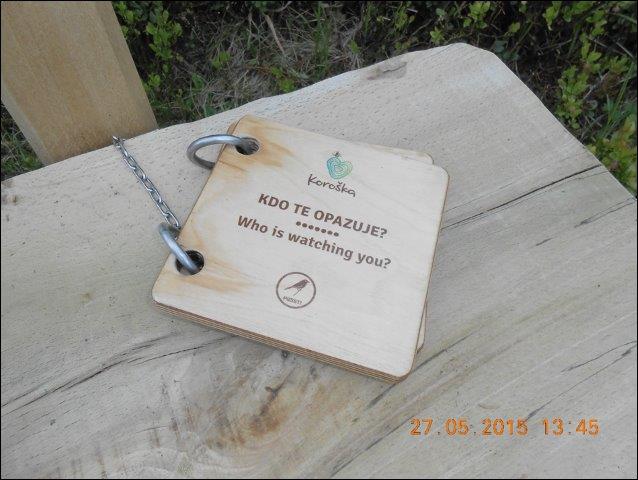 Koroška
KDO TE OPAZUJE?
Who is watching you?
27.05.2015 13:45